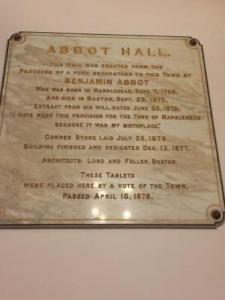 ABBOT HALL.
THIS HALL WAS ERECTED FROM THE
PROCEEDS OF A FUND BEQUEATHED TO THIS TOWN BY
BENJAMIN ABBOT
WHO WAS BORN IN MARBLEHEAD, SEPT. 7, 1795,
AND DIED IN BOSTON, SEPT. 29, 1872.
EXTRACT FROM HIS WILL, DATED JUNE 25, 1872:
"I HAVE MADE THIS PROVISION FOR THE TOWN OF MARBLEHEAD
BECAUSE IT WAS MY BIRTHPLACE."
CORNER STONE LAID JULY 25, 1876.
BUILDING FINISHED AND DEDICATED DEC. 12, 1877.
ARCHITECTS: LORD AND FULLER, BOSTON.
THESE TABLETS
WERE PLACED HERE BY A VOTE OF THE TOWN.
PASSED APRIL 15, 1878.